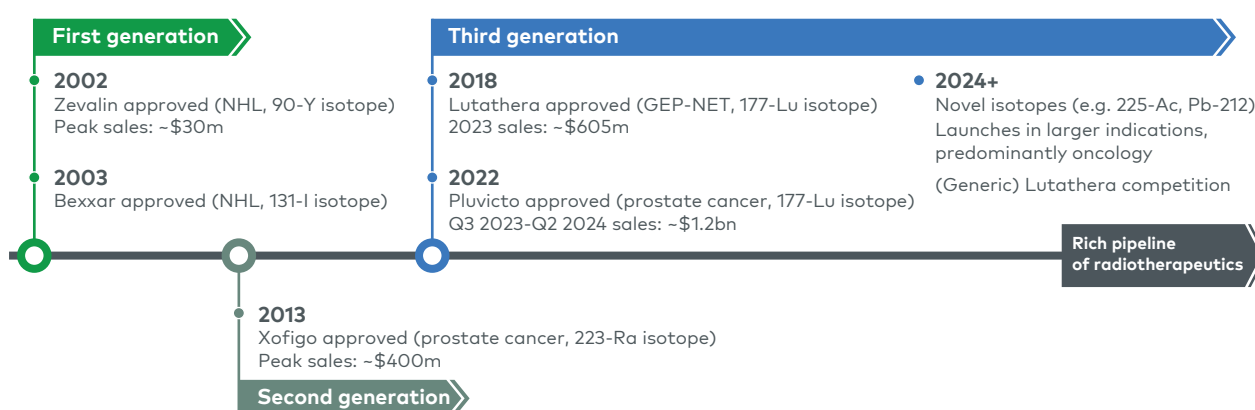 First generation
2002
Zevalin approved (NHL, 90-Y isotope)
Peak sales: ~$30m
2003
Bexxar approved (NHL, 131-I isotope)
2013
Xofigo approved (prostate cancer, 223-Ra isotope)
Peak sales: ~$400m
Second generation
Third generation
2018
Lutathera approved (GEP-NET, 177-Lu isotope)
2023 sales: ~$605m
2022
Pluvicto approved (prostate cancer, 177-Lu isotope)
Q3 2023-Q2 2024 sales: ~$1.2bn
2024+
Novel isotopes (e.g. 225-Ac, Pb-212)
Launches in larger indications,
predominantly oncology
(Generic) Lutathera competition
Rich pipeline
of radiotherapeutics